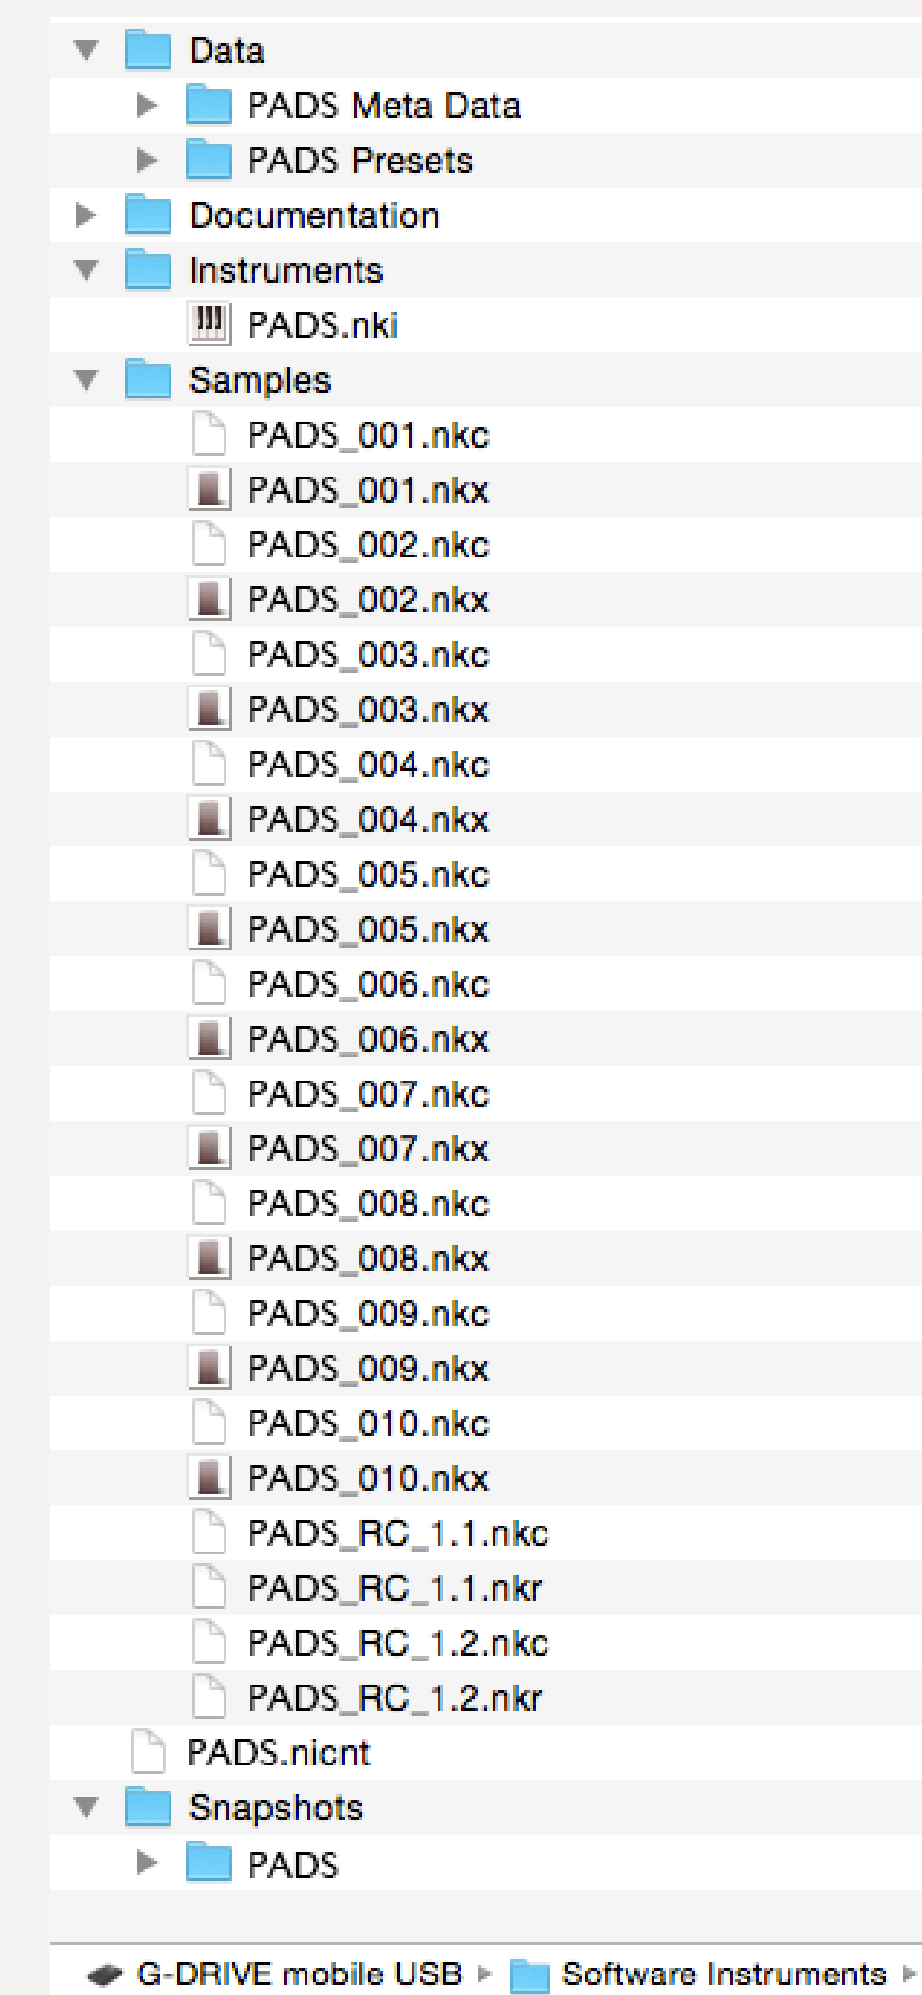 Data
PADS Meta Data
PADS Presets
Documentation
Instruments
PADS.nki
Samples
PADS_001.nkc
PADS_001.nkx
PADS_002.nkc
PADS_002.nkx
PADS_003.nkc
PADS_003.nkx
PADS_004.nkc
PADS_004.nkx
PADS_005.nkc
PADS_005.nkx
PADS_006.nkc
PADS_006.nkx
PADS_007.nkc
PADS_007.nkx
PADS_008.nkc
PADS_008.nkx
PADS_009.nkc
PADS_009.nkx
PADS_010.nkc
PADS_010.nkx
PADS_RC_1.1.nkc
PADS_RC_1.1.nkr
PADS_RC_1.2.nkc
PADS_RC_1.2.nkr
PADS.nicnt
Snapshots
PADS
G-DRIVE mobile USB Software Instruments